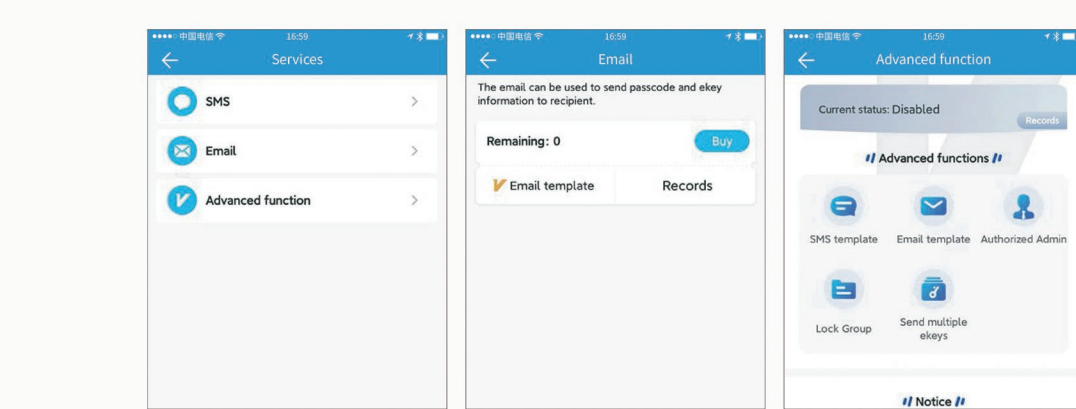 中国电信 16:59
Services
SMS
Email
Advanced function
中国电信 16:59
Email
The email can be used to send passcode and ekey
information to recipient.
Remaining: 0 Buy
Email template Records
中国电信 16:59
Advanced function
Current status: Disabled
Records
Advanced functions
SMS template Email template Authorized Admin
Lock Group Send multiple
ekeys
Notice